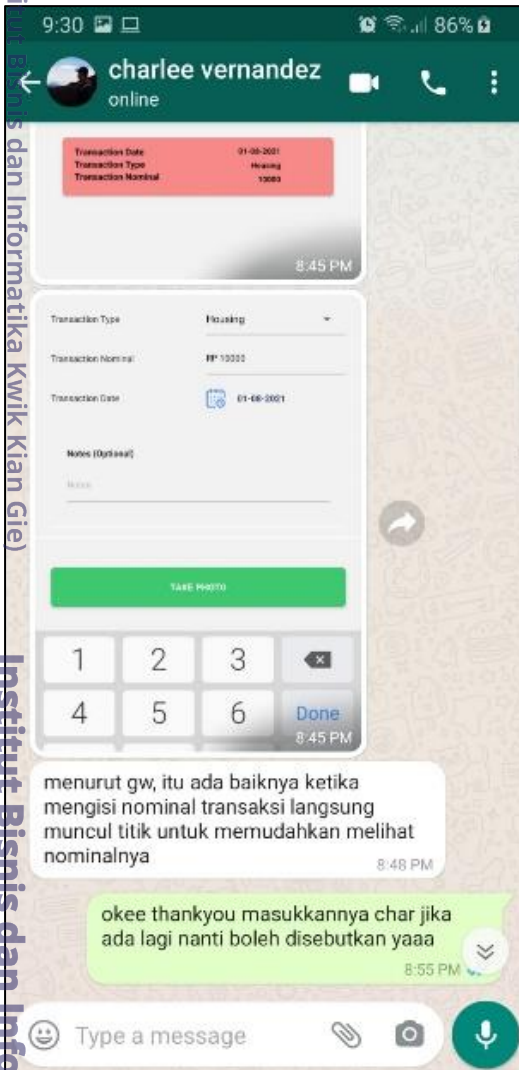 9:30 86%
charlee vernandez
online
Transaction Date 01-08-2021
Transaction Type Housing
Transaction Nominal 10000
8:45 PM
Transaction Type Housing
Transaction Nominal RP 10000
Transaction Date 01-08-2021
Notes (Optional)
Notes
TAKE PHOTO
1 2 3
4 5 6 Done
8:45 PM
menurut gw, itu ada baiknya ketika
mengisi nominal transaksi langsung
muncul titik untuk memudahkan melihat
nominalnya
8:48 PM
okee thankyou masukkannya char jika
ada lagi nanti boleh disebutkan yaaa
8:55 PM
Type a message
Bisnis dan Informatika Kwik Kian Gie)
Institut Bisnis dan